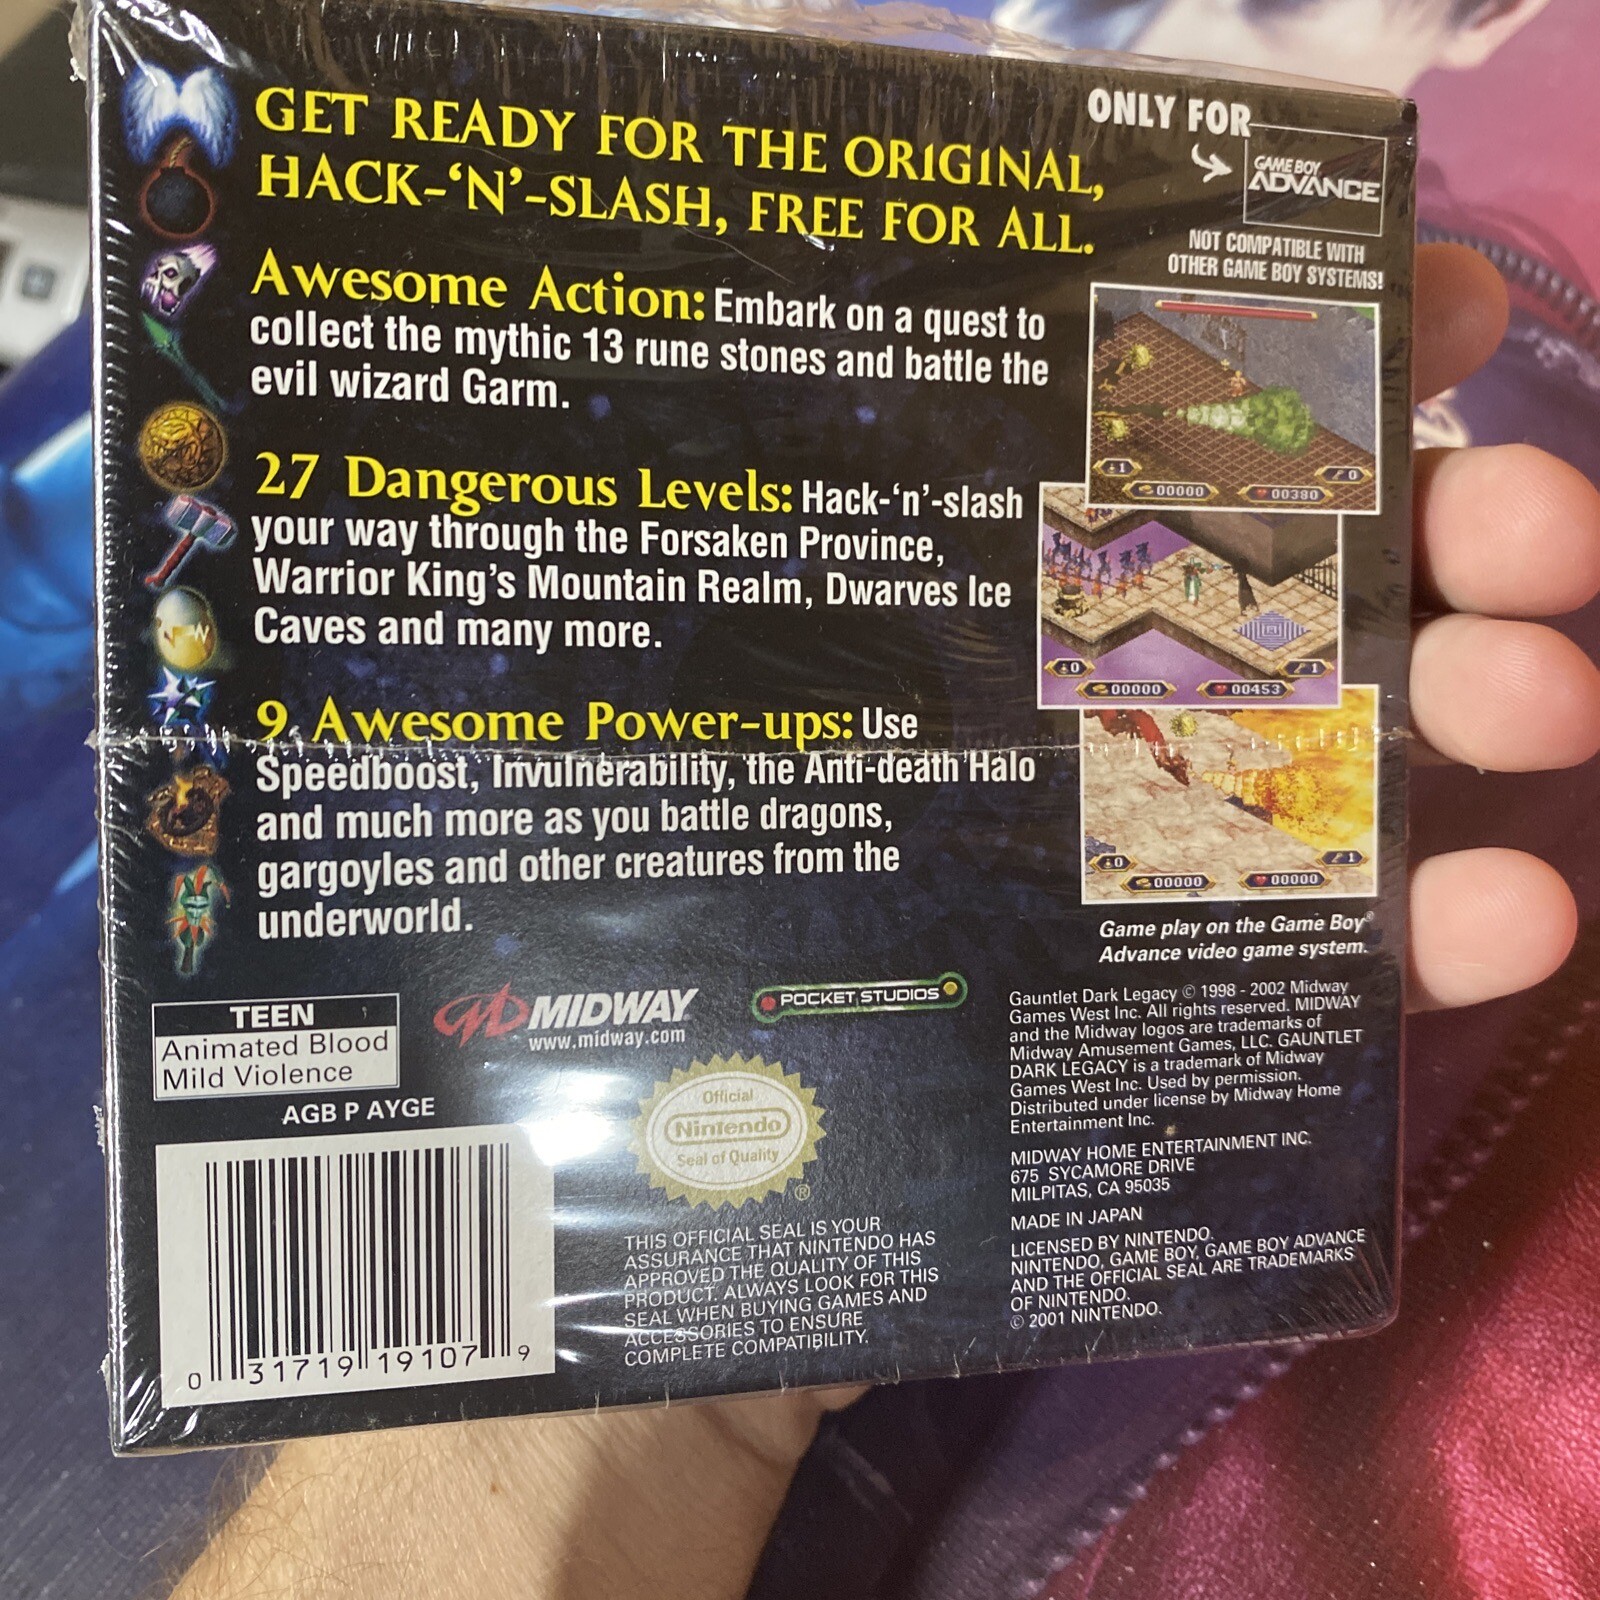 GET READY FOR THE ORIGINAL,
HACK-‘N’-SLASH, FREE FOR ALL.
ONLY FOR
GAME BOY
ADVANCE
NOT COMPATIBLE WITH
OTHER GAME BOY SYSTEMS!
Awesome Action: Embark on a quest to
collect the mythic 13 rune stones and battle the
evil wizard Garm.
27 Dangerous Levels: Hack-‘n’-slash
your way through the Forsaken Province,
Warrior King’s Mountain Realm, Dwarves Ice
Caves and many more.
9 Awesome Power-ups: Use
Speedboost, Invulnerability, the Anti-death Halo
and much more as you battle dragons,
gargoyles and other creatures from the
underworld.
1
0
00000
00380
0
1
00000
00453
0
1
00000
00000
Game play on the Game Boy®
Advance video game system.
TEEN
Animated Blood
Mild Violence
AGB P AYGE
MIDWAY
www.midway.com
POCKET STUDIOS
Official
Nintendo
Seal of Quality
®
THIS OFFICIAL SEAL IS YOUR
ASSURANCE THAT NINTENDO HAS
APPROVED THE QUALITY OF THIS
PRODUCT. ALWAYS LOOK FOR THIS
SEAL WHEN BUYING GAMES AND
ACCESSORIES TO ENSURE
COMPLETE COMPATIBILITY.
Gauntlet Dark Legacy © 1998 - 2002 Midway
Games West Inc. All rights reserved. MIDWAY
and the Midway logos are trademarks of
Midway Amusement Games, LLC. GAUNTLET
DARK LEGACY is a trademark of Midway
Games West Inc. Used by permission.
Distributed under license by Midway Home
Entertainment Inc.
MIDWAY HOME ENTERTAINMENT INC.
675 SYCAMORE DRIVE
MILPITAS, CA 95035
MADE IN JAPAN
LICENSED BY NINTENDO.
NINTENDO, GAME BOY, GAME BOY ADVANCE
AND THE OFFICIAL SEAL ARE TRADEMARKS
OF NINTENDO.
© 2001 NINTENDO.
0 31719 19107 9